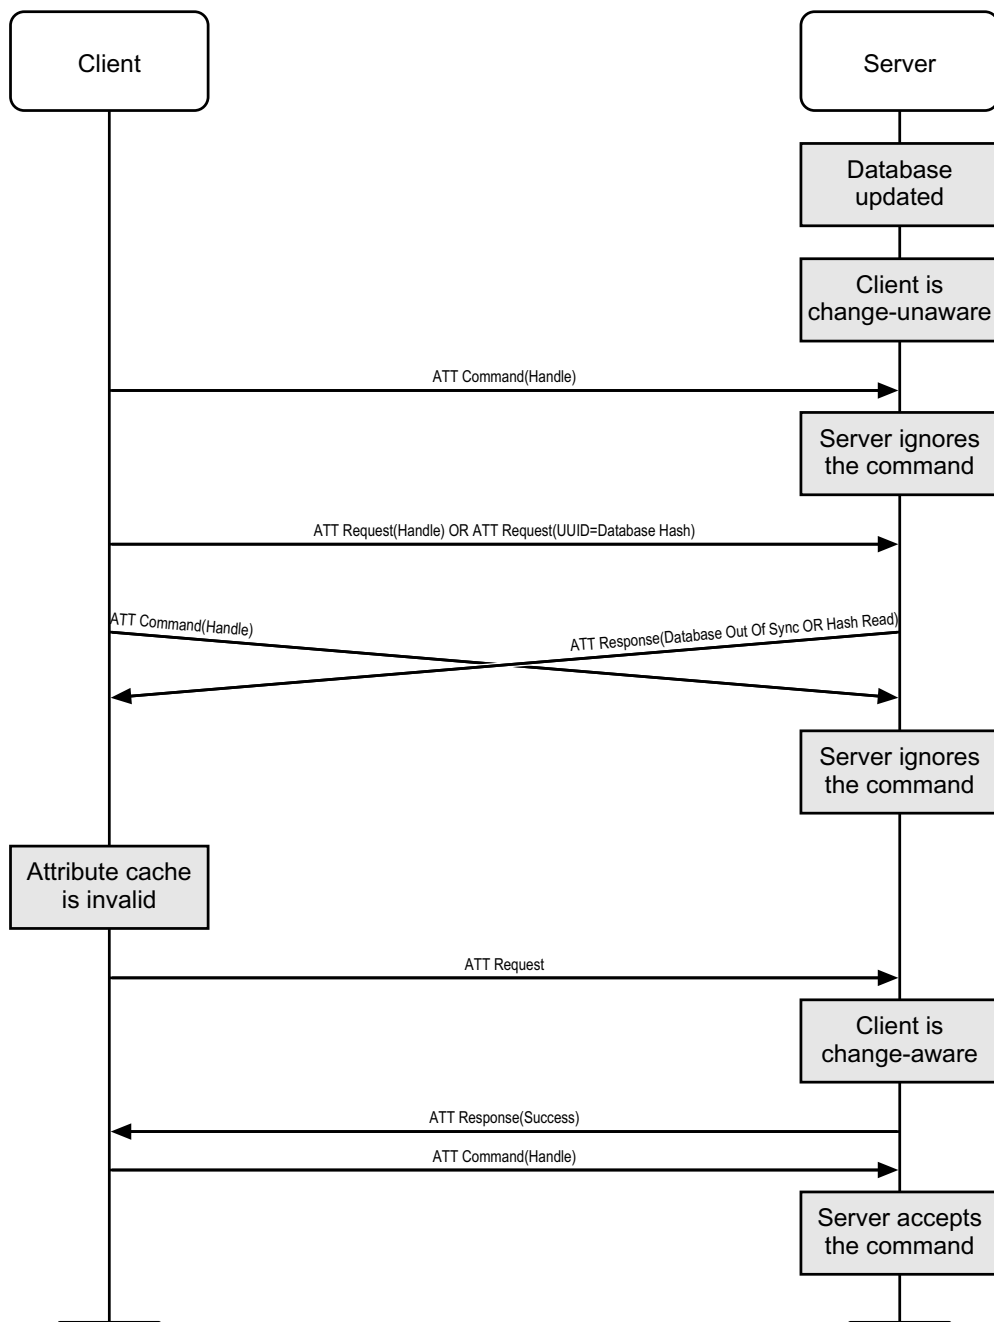 Client
Server
Database
updated
Client is
change-unaware
ATT Command(Handle)
Server ignores
the command
ATT Request(Handle) OR ATT Request(UUID=Database Hash)
ATT Command(Handle)
ATT Response(Database Out Of Sync OR Hash Read)
Server ignores
the command
Attribute cache
is invalid
ATT Request
Client is
change-aware
ATT Response(Success)
ATT Command(Handle)
Server accepts
the command